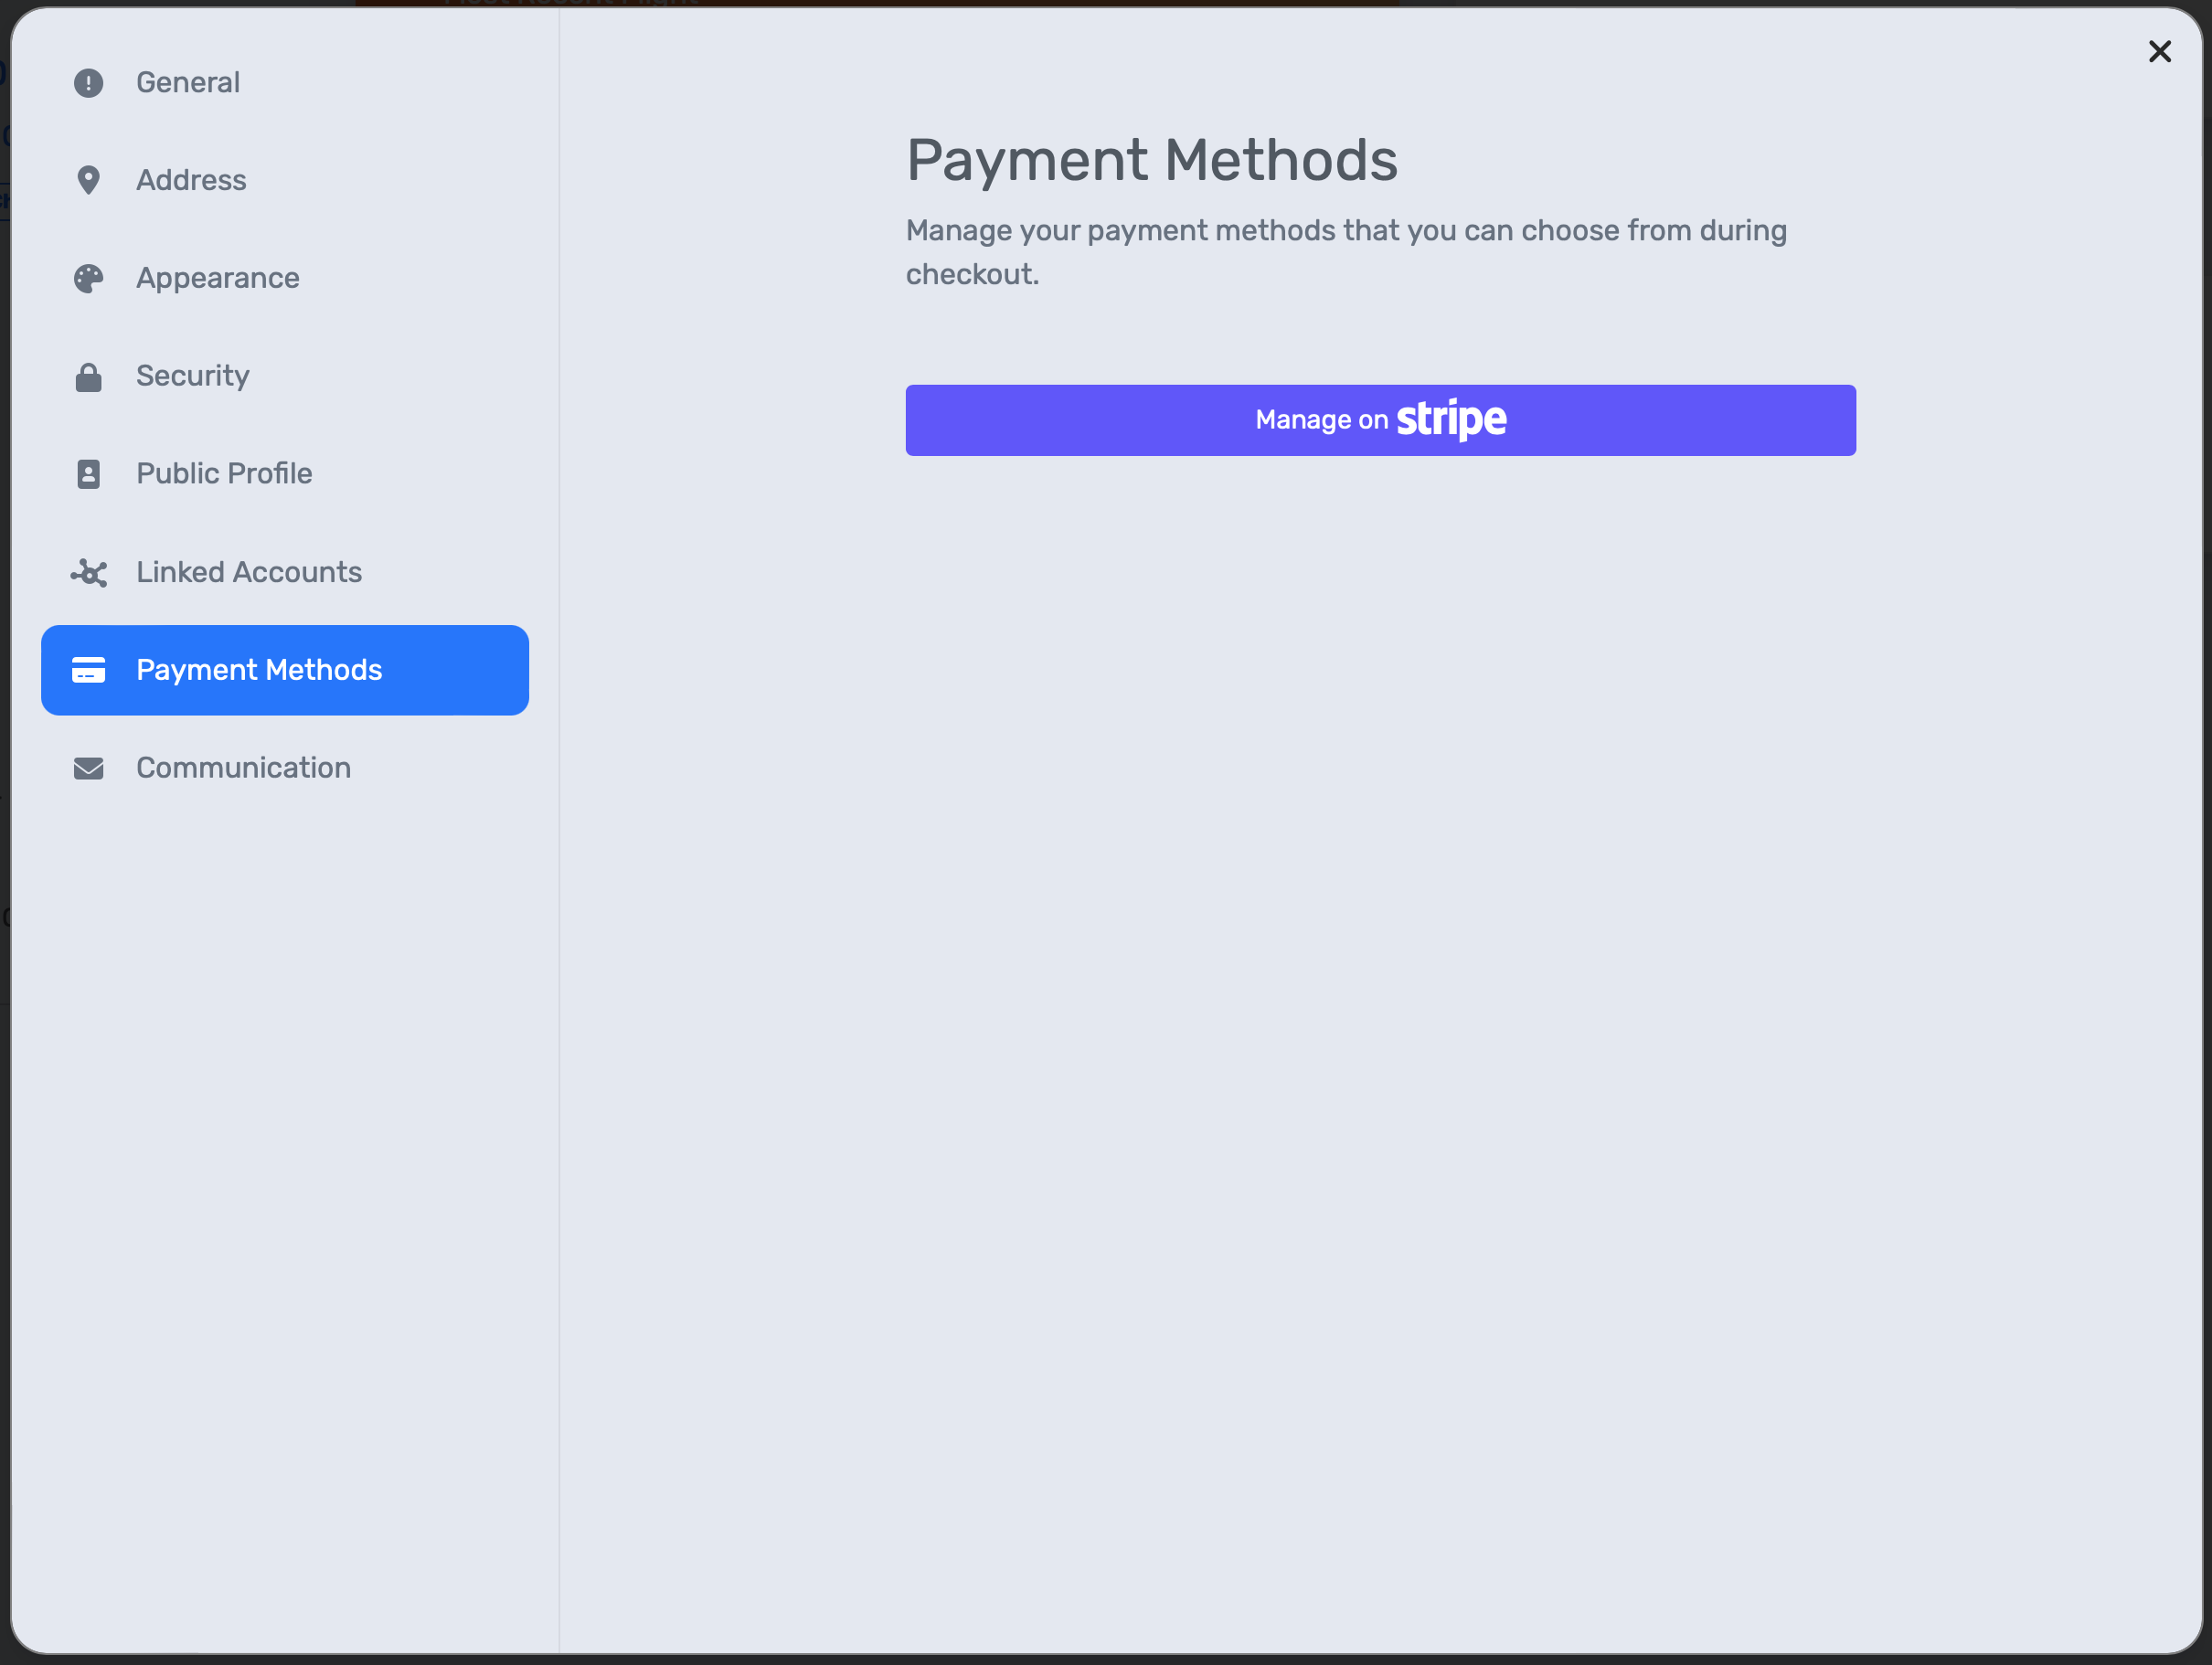 General
Address
Appearance
Security
Public Profile
Linked Accounts
Payment Methods
Communication
Payment Methods
Manage your payment methods that you can choose from during
checkout.
Manage on stripe